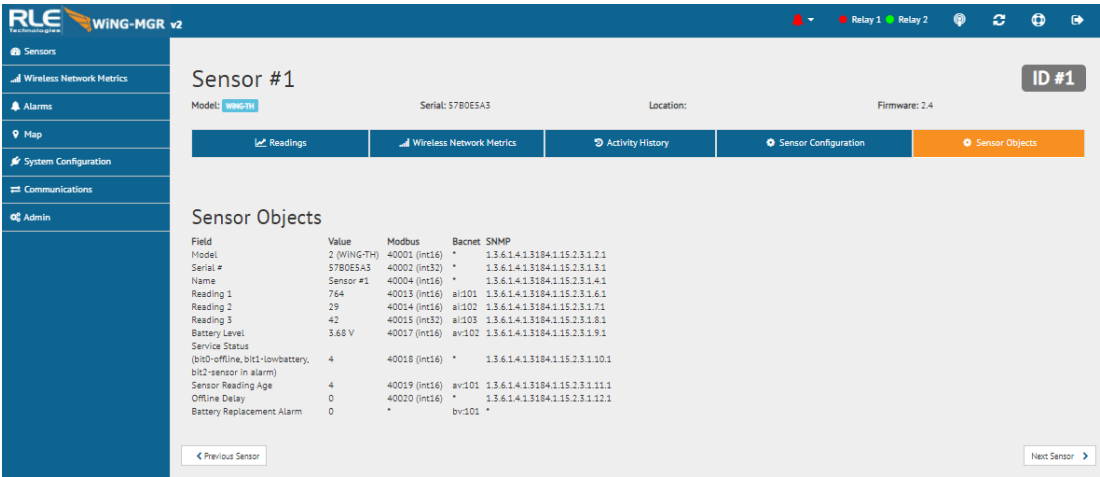 RLE Technologies WiNG-MGR v2
Relay 1 Relay 2
Sensors
Wireless Network Metrics
Alarms
Map
System Configuration
Communications
Admin
Sensor #1
ID #1
Model: WiNG-TH Serial: 57B0E5A3 Location: Firmware: 2.4
Readings Wireless Network Metrics Activity History Sensor Configuration Sensor Objects
Sensor Objects
Field Value Modbus Bacnet SNMP
Model 2 (WiNG-TH) 40001 (int16) * 1.3.6.1.4.1.3184.1.15.2.3.1.2.1
Serial # 57B0E5A3 40002 (int32) * 1.3.6.1.4.1.3184.1.15.2.3.1.3.1
Name Sensor #1 40004 (int16) * 1.3.6.1.4.1.3184.1.15.2.3.1.4.1
Reading 1 764 40013 (int16) ai:101 1.3.6.1.4.1.3184.1.15.2.3.1.6.1
Reading 2 29 40014 (int16) ai:102 1.3.6.1.4.1.3184.1.15.2.3.1.7.1
Reading 3 42 40015 (int32) ai:103 1.3.6.1.4.1.3184.1.15.2.3.1.8.1
Battery Level 3.68 V 40017 (int16) av:102 1.3.6.1.4.1.3184.1.15.2.3.1.9.1
Service Status
(bit0-offline, bit1-lowbattery, 4 40018 (int16) * 1.3.6.1.4.1.3184.1.15.2.3.1.10.1
bit2-sensor in alarm)
Sensor Reading Age 4 40019 (int16) av:101 1.3.6.1.4.1.3184.1.15.2.3.1.11.1
Offline Delay 0 40020 (int16) * 1.3.6.1.4.1.3184.1.15.2.3.1.12.1
Battery Replacement Alarm 0 * bv:101 *
Previous Sensor
Next Sensor